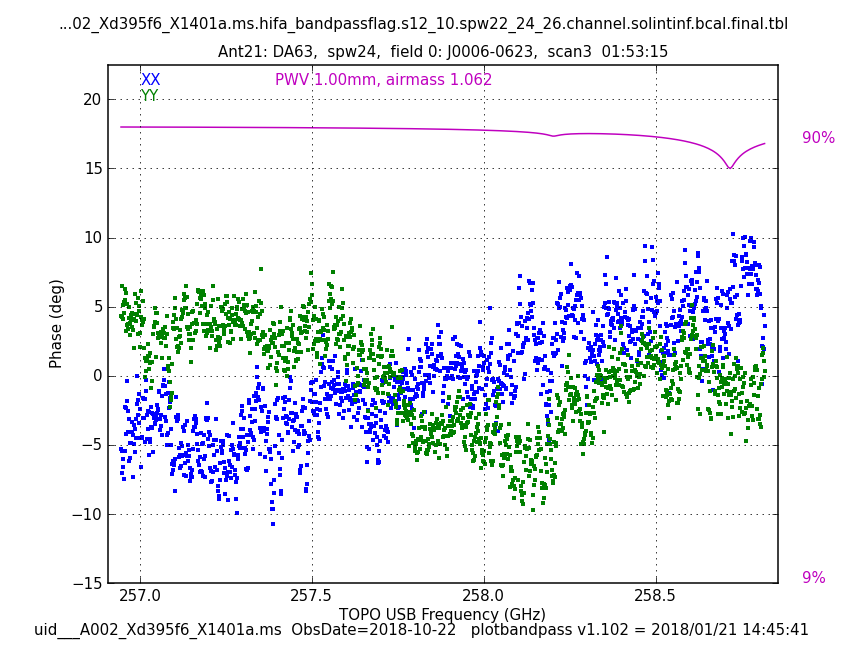 ...02_Xd395f6_X1401a.ms.hifa_bandpassflag.s12_10.spw22_24_26.channel.solintinf.bcal.final.tbl
Ant21: DA63,  spw24,  field 0: J0006-0623,  scan3  01:53:15
XX
PWV 1.00mm, airmass 1.062
YY
20
15
10
5
0
−5
−10
−15
Phase (deg)
90%
9%
257.0
257.5
258.0
258.5
TOPO USB Frequency (GHz)
uid___A002_Xd395f6_X1401a.ms  ObsDate=2018-10-22   plotbandpass v1.102 = 2018/01/21 14:45:41